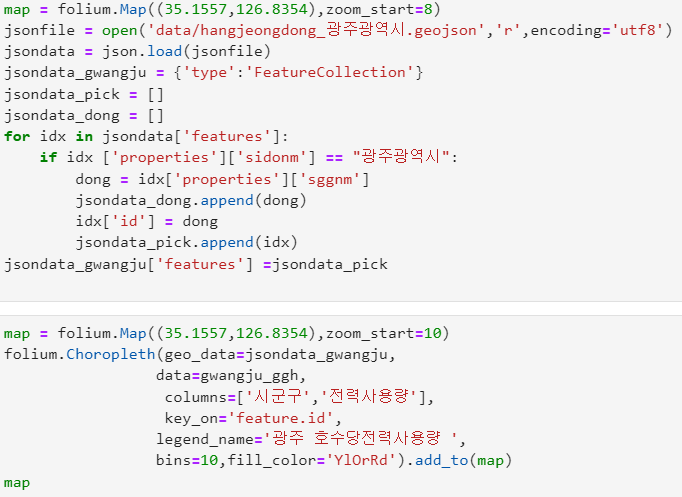 map = folium.Map((35.1557,126.8354),zoom_start=8)
jsonfile = open('data/hangjeongdong_광주광역시.geojson','r',encoding='utf8')
jsondata = json.load(jsonfile)
jsondata_gwangju = {'type':'FeatureCollection'}
jsondata_pick = []
jsondata_dong = []
for idx in jsondata['features']:
    if idx ['properties']['sidonm'] == "광주광역시":
        dong = idx['properties']['sggnm']
        jsondata_dong.append(dong)
        idx['id'] = dong
        jsondata_pick.append(idx)
jsondata_gwangju['features'] =jsondata_pick
map = folium.Map((35.1557,126.8354),zoom_start=10)
folium.Choropleth(geo_data=jsondata_gwangju,
                 data=gwangju_ggh,
                  columns=['시군구','전력사용량'],
                  key_on='feature.id',
                 legend_name='광주 호수당전력사용량 ',
                 bins=10,fill_color='YlOrRd').add_to(map)
map